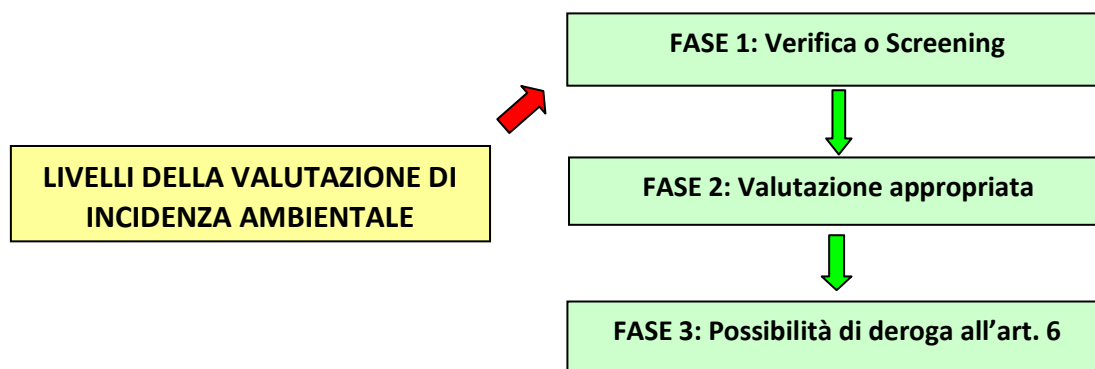 LIVELLI DELLA VALUTAZIONE DI
INCIDENZA AMBIENTALE
FASE 1: Verifica o Screening
FASE 2: Valutazione appropriata
FASE 3: Possibilità di deroga all’art. 6